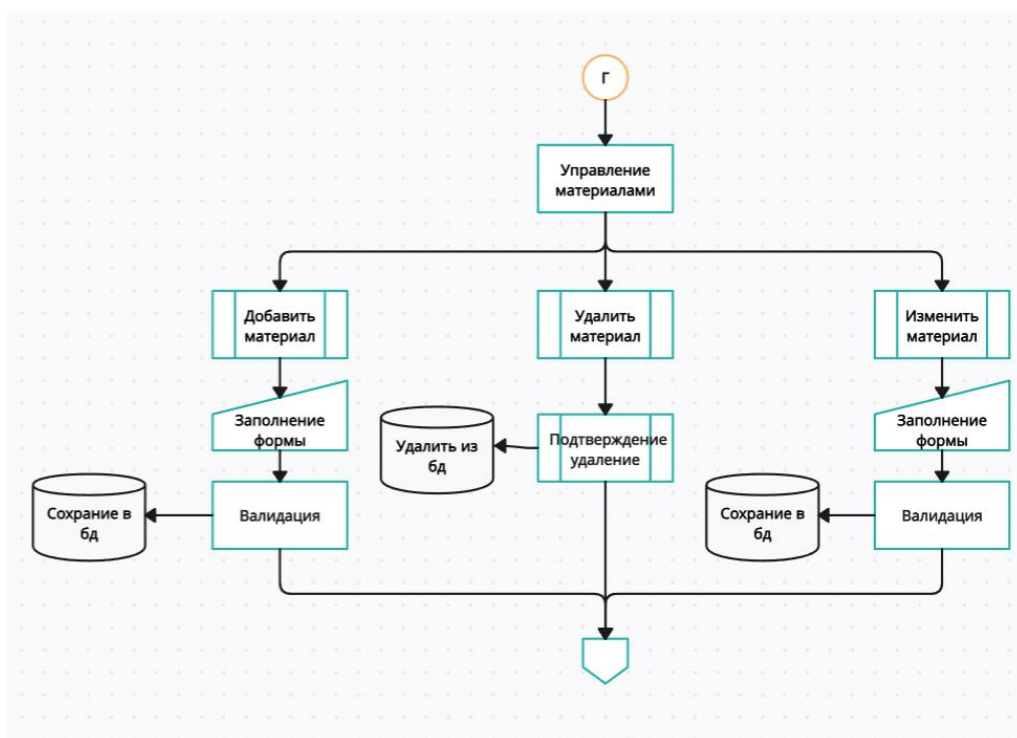 г
Управление
материалами
Добавить
материал
Удалить
материал
Изменить
материал
Заполнение
формы
Удалить из
бд
Подтверждение
удаление
Заполнение
формы
Сохрание в
бд
Валидация
Сохрание в
бд
Валидация